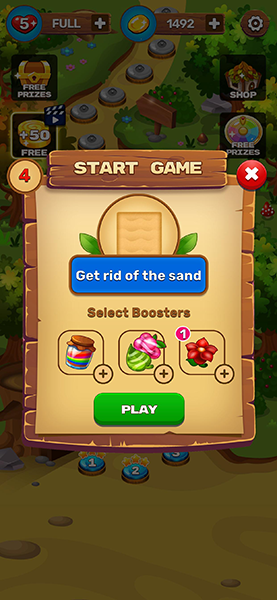 5 FULL + 1492 +
FREE
PRIZES
SHOP
+50
FREE
FREE
PRIZES
4 START GAME
Get rid of the sand
Select Boosters
1
+ + +
PLAY
1
2
3